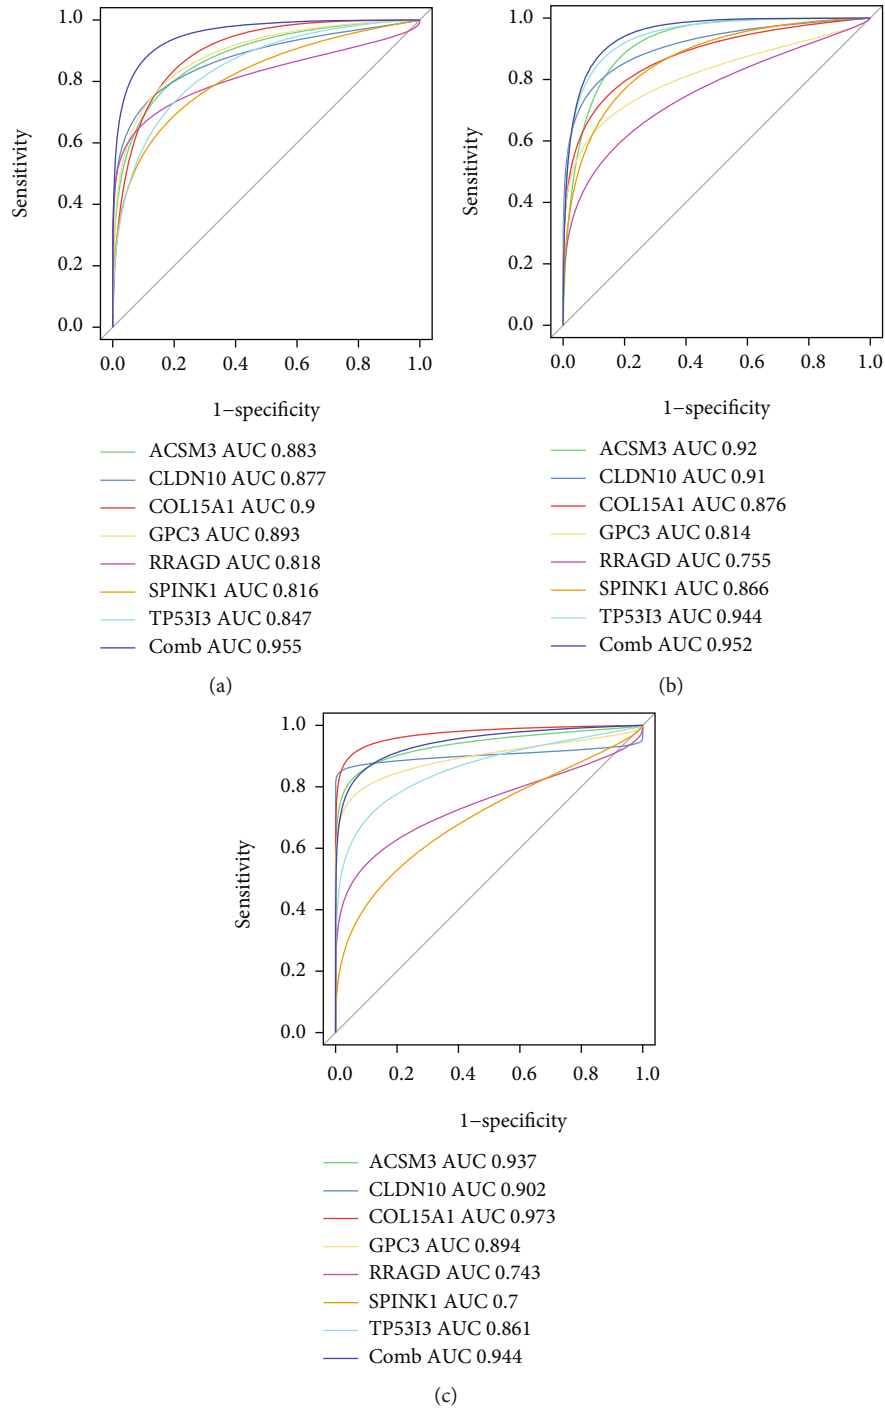 1.0
0.8
0.6
0.4
0.2
0.0
Sensitivity
0.0 0.2 0.4 0.6 0.8 1.0
1−specificity
ACSM3 AUC 0.883
CLDN10 AUC 0.877
COL15A1 AUC 0.9
GPC3 AUC 0.893
RRAGD AUC 0.818
SPINK1 AUC 0.816
TP53I3 AUC 0.847
Comb AUC 0.955
(a)
1.0
0.8
0.6
0.4
0.2
0.0
Sensitivity
0.0 0.2 0.4 0.6 0.8 1.0
1−specificity
ACSM3 AUC 0.92
CLDN10 AUC 0.91
COL15A1 AUC 0.876
GPC3 AUC 0.814
RRAGD AUC 0.755
SPINK1 AUC 0.866
TP53I3 AUC 0.944
Comb AUC 0.952
(b)
1.0
0.8
0.6
0.4
0.2
0.0
Sensitivity
0.0 0.2 0.4 0.6 0.8 1.0
1−specificity
ACSM3 AUC 0.937
CLDN10 AUC 0.902
COL15A1 AUC 0.973
GPC3 AUC 0.894
RRAGD AUC 0.743
SPINK1 AUC 0.7
TP53I3 AUC 0.861
Comb AUC 0.944
(c)